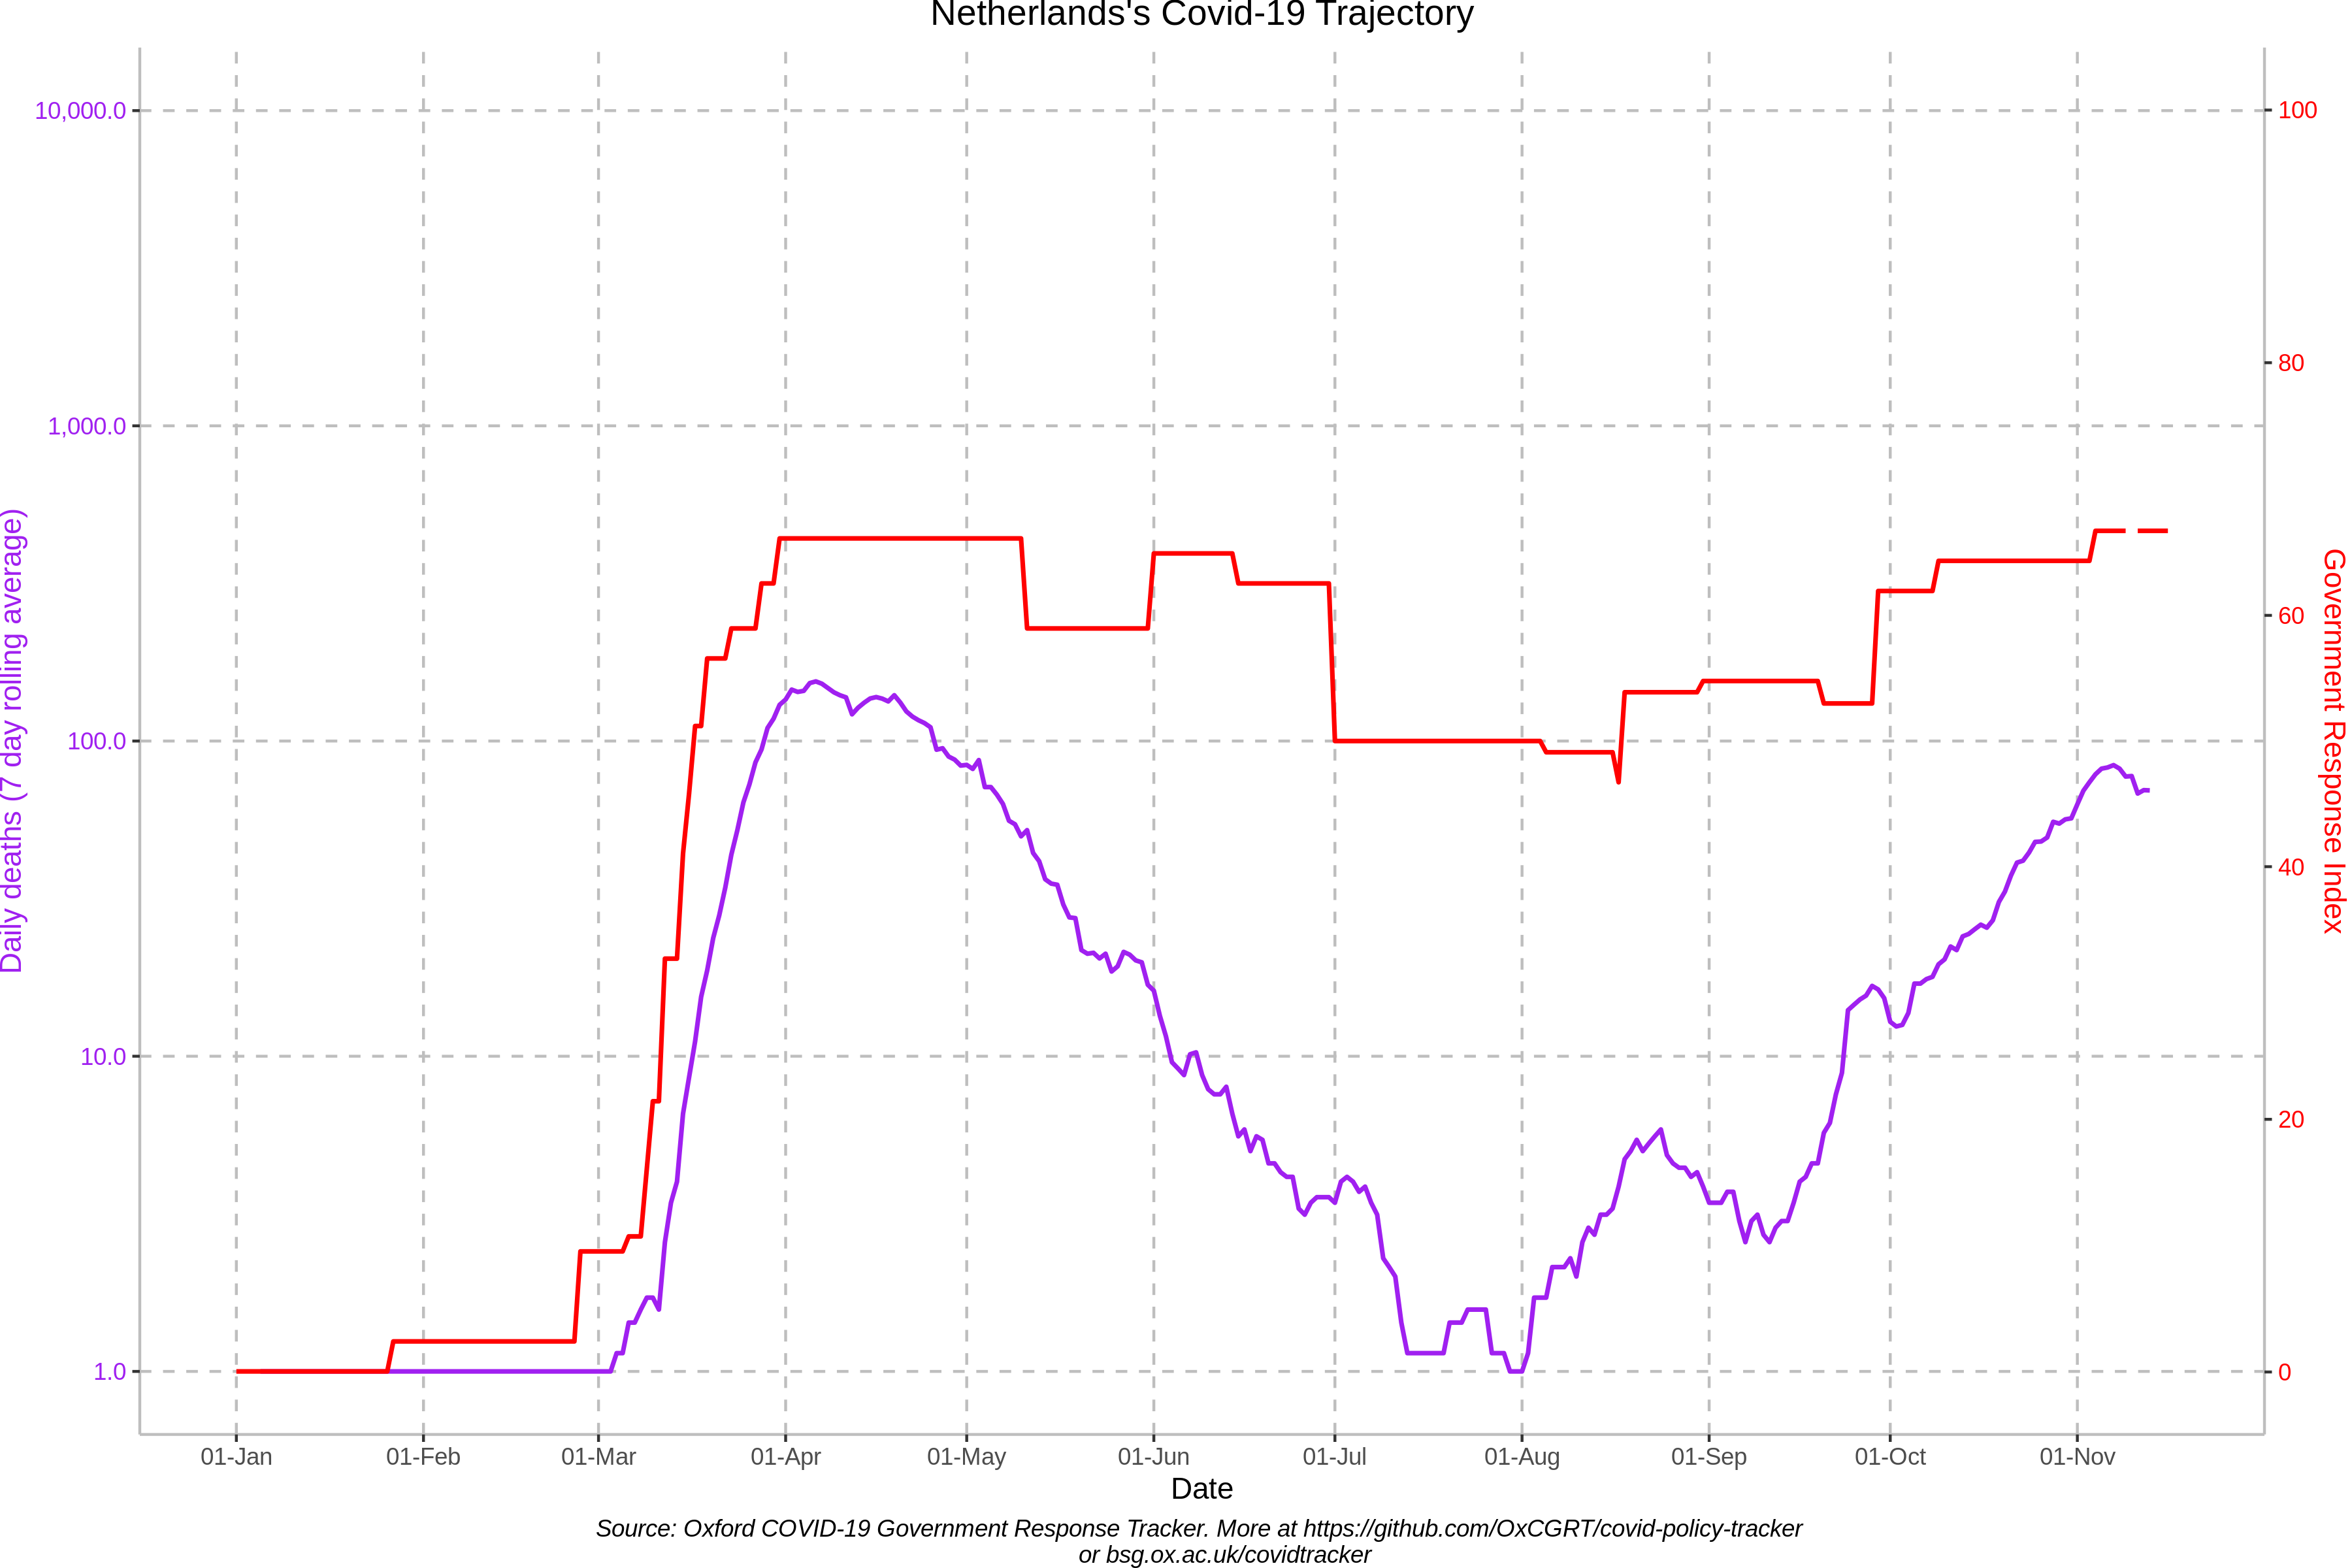 Netherlands's Covid-19 Trajectory
10,000.0
1,000.0
100.0
10.0
1.0
Daily deaths (7 day rolling average)
100
80
60
40
20
0
Government Response Index
01-Jan 01-Feb 01-Mar 01-Apr 01-May 01-Jun 01-Jul 01-Aug 01-Sep 01-Oct 01-Nov
Date
Source: Oxford COVID-19 Government Response Tracker. More at https://github.com/OxCGRT/covid-policy-tracker
or bsg.ox.ac.uk/covidtracker